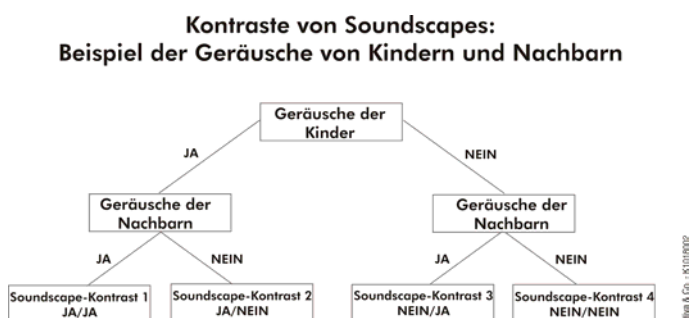 Kontraste von Soundscapes:
Beispiel der Geräusche von Kindern und Nachbarn
Geräusche der
Kinder
JA
NEIN
Geräusche der
Nachbarn
Geräusche der
Nachbarn
JA
NEIN
JA
NEIN
Soundscape-Kontrast 1
JA/JA
Soundscape-Kontrast 2
JA/NEIN
Soundscape-Kontrast 3
NEIN/JA
Soundscape-Kontrast 4
NEIN/NEIN
& Co. - K1018002